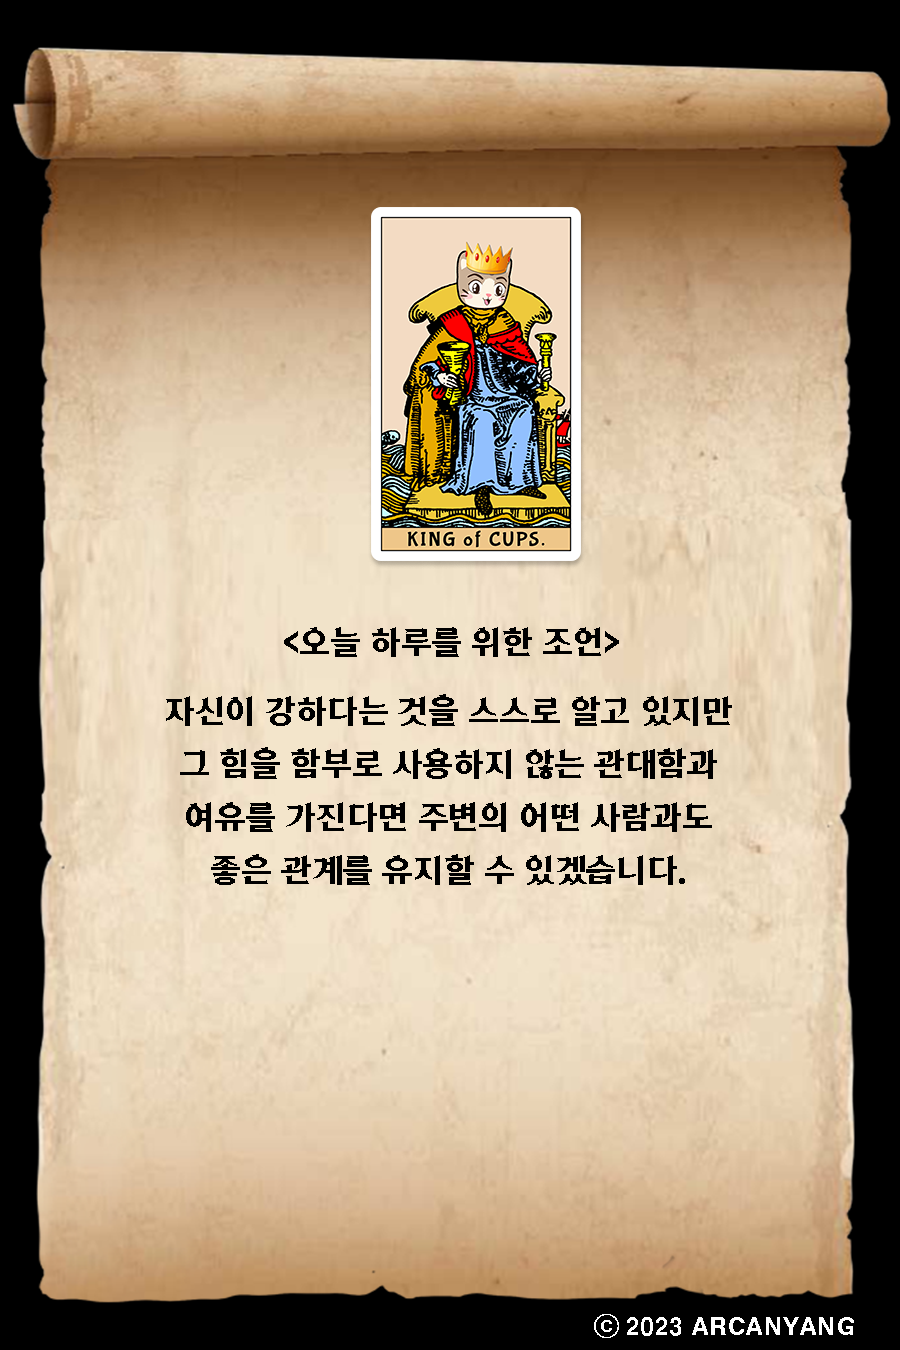 KING of CUPS.
<오늘 하루를 위한 조언>
자신이 강하다는 것을 스스로 알고 있지만
그 힘을 함부로 사용하지 않는 관대함과
여유를 가진다면 주변의 어떤 사람과도
좋은 관계를 유지할 수 있겠습니다.
ⓒ 2023 ARCANYANG